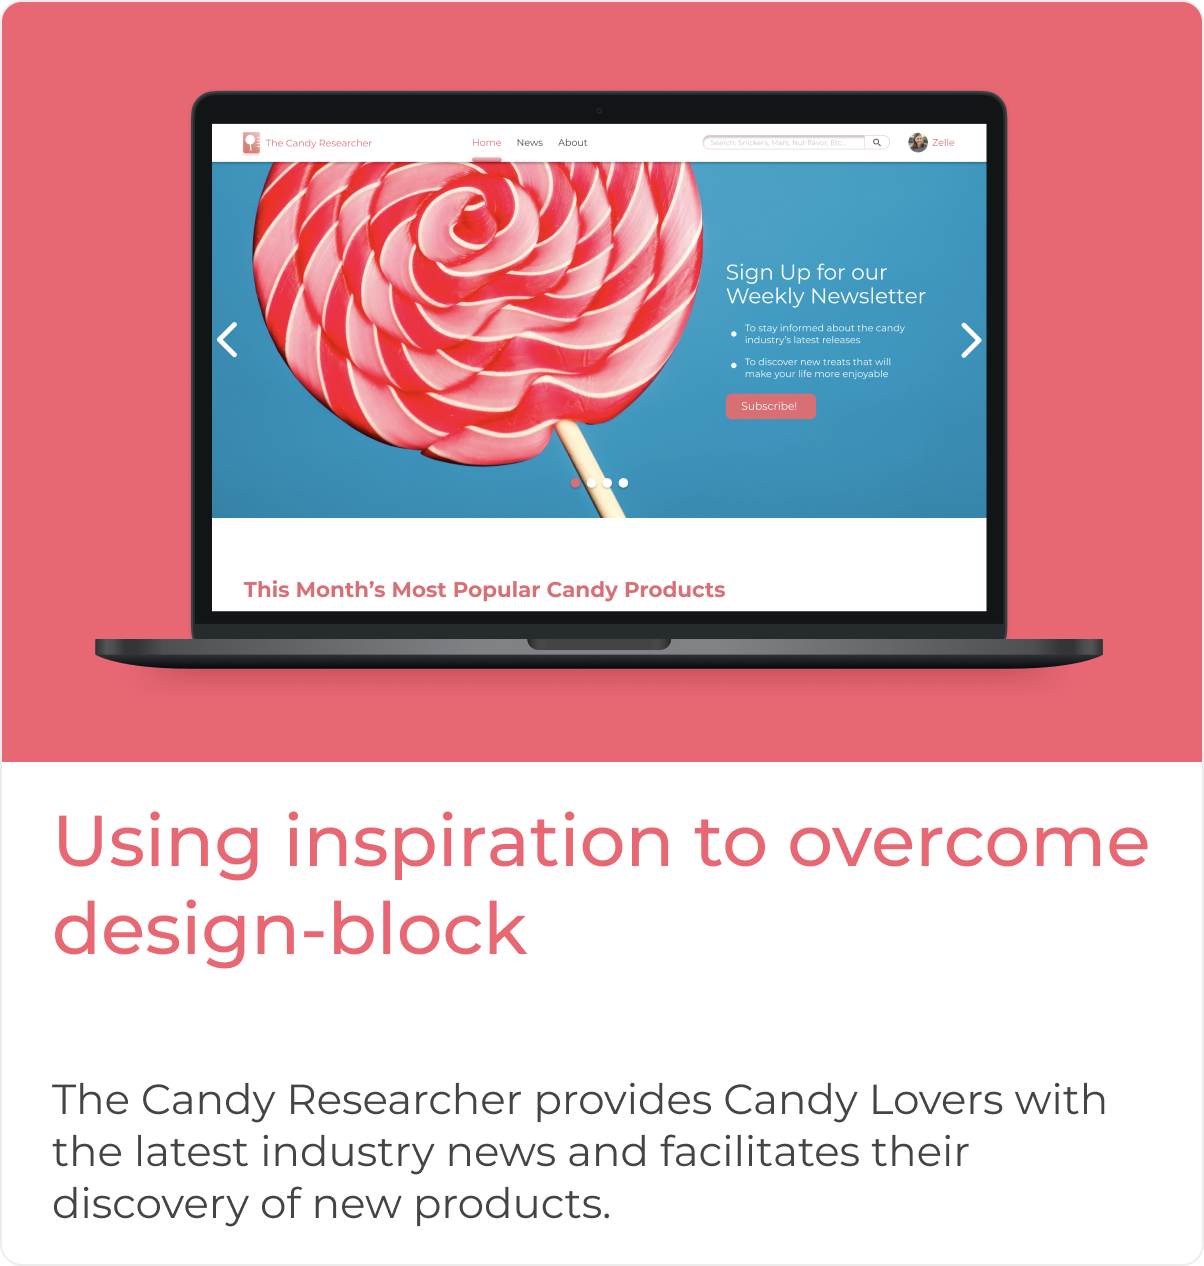 The Candy Researcher
Home News About
Search: Snickers, Mars, Nut flavor, Etc...
Zelle
Sign Up for our
Weekly Newsletter
To stay informed about the candy
industry's latest releases
To discover new treats that will
make your life more enjoyable
Subscribe!
This Month's Most Popular Candy Products
Using inspiration to overcome
design-block
The Candy Researcher provides Candy Lovers with
the latest industry news and facilitates their
discovery of new products.